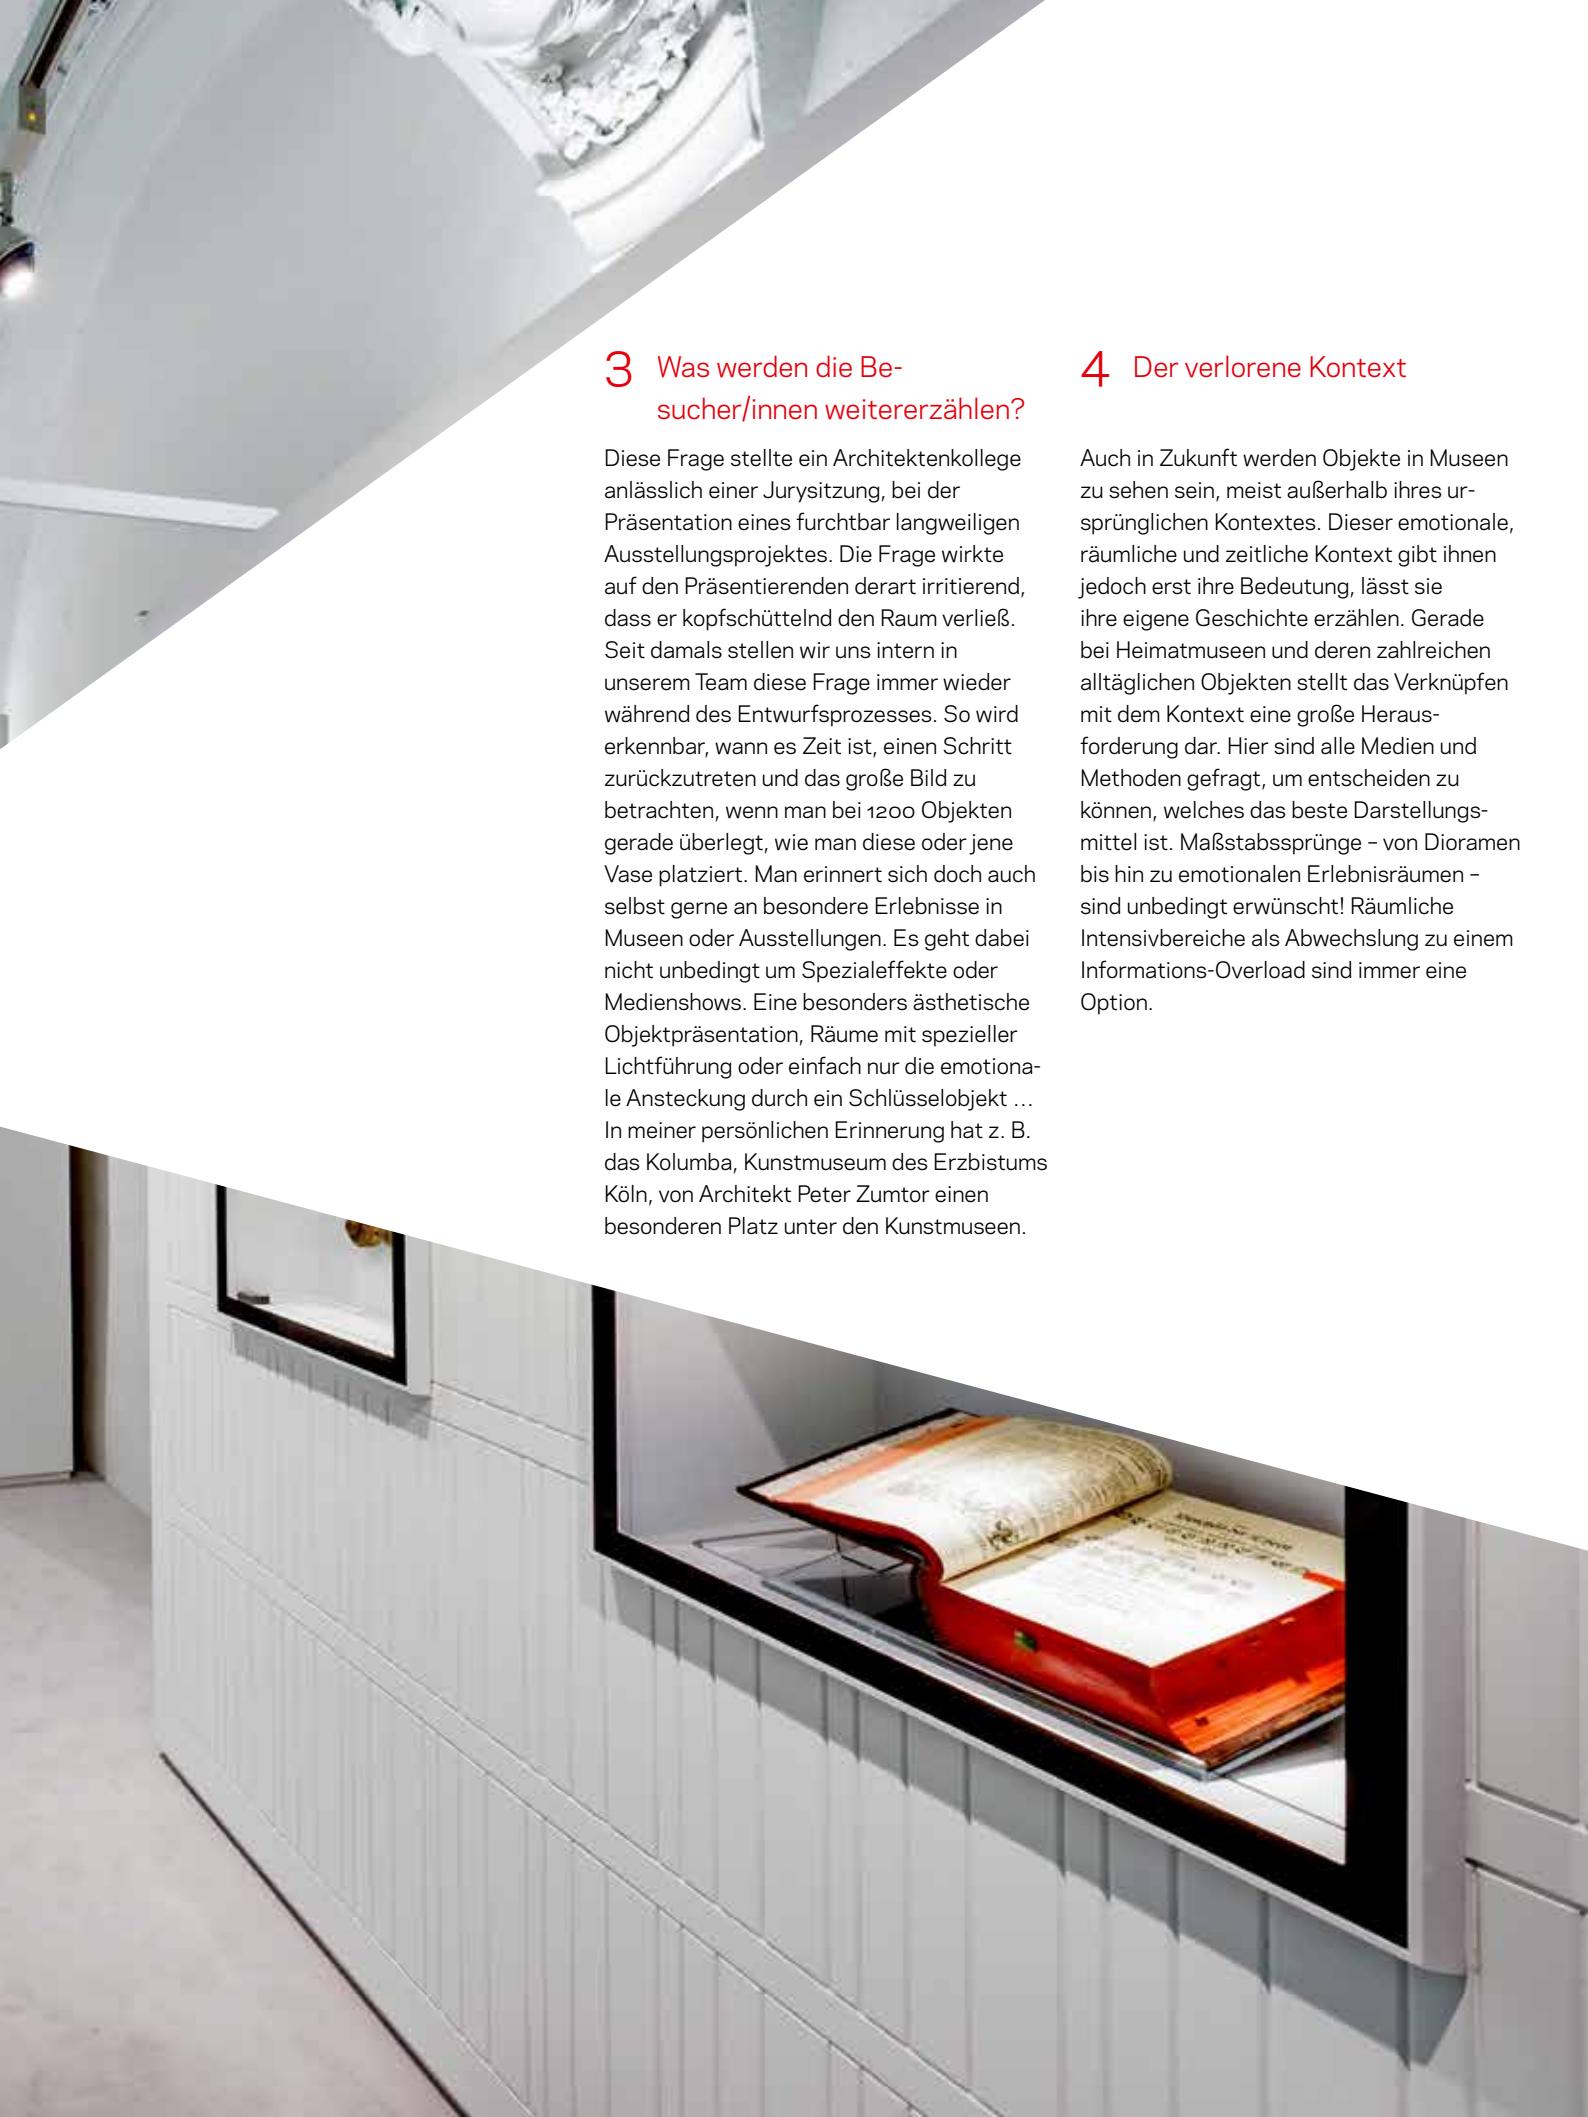 3 Was werden die Be-
sucher/innen weitererzählen?
Diese Frage stellte ein Architektenkollege
anlässlich einer Jurysitzung, bei der
Präsentation eines furchtbar langweiligen
Ausstellungsprojektes. Die Frage wirkte
auf den Präsentierenden derart irritierend,
dass er kopfschüttelnd den Raum verließ.
Seit damals stellen wir uns intern in
unserem Team diese Frage immer wieder
während des Entwurfsprozesses. So wird
erkennbar, wann es Zeit ist, einen Schritt
zurückzutreten und das große Bild zu
betrachten, wenn man bei 1200 Objekten
gerade überlegt, wie man diese oder jene
Vase platziert. Man erinnert sich doch auch
selbst gerne an besondere Erlebnisse in
Museen oder Ausstellungen. Es geht dabei
nicht unbedingt um Spezialeffekte oder
Medienshows. Eine besonders ästhetische
Objektpräsentation, Räume mit spezieller
Lichtführung oder einfach nur die emotiona-
le Ansteckung durch ein Schlüsselobjekt …
In meiner persönlichen Erinnerung hat z. B.
das Kolumba, Kunstmuseum des Erzbistums
Köln, von Architekt Peter Zumtor einen
besonderen Platz unter den Kunstmuseen.
4 Der verlorene Kontext
Auch in Zukunft werden Objekte in Museen
zu sehen sein, meist außerhalb ihres ur-
sprünglichen Kontextes. Dieser emotionale,
räumliche und zeitliche Kontext gibt ihnen
jedoch erst ihre Bedeutung, lässt sie
ihre eigene Geschichte erzählen. Gerade
bei Heimatmuseen und deren zahlreichen
alltäglichen Objekten stellt das Verknüpfen
mit dem Kontext eine große Heraus-
forderung dar. Hier sind alle Medien und
Methoden gefragt, um entscheiden zu
können, welches das beste Darstellungs-
mittel ist. Maßstabssprünge – von Dioramen
bis hin zu emotionalen Erlebnisräumen –
sind unbedingt erwünscht! Räumliche
Intensivbereiche als Abwechslung zu einem
Informations-Overload sind immer eine
Option.